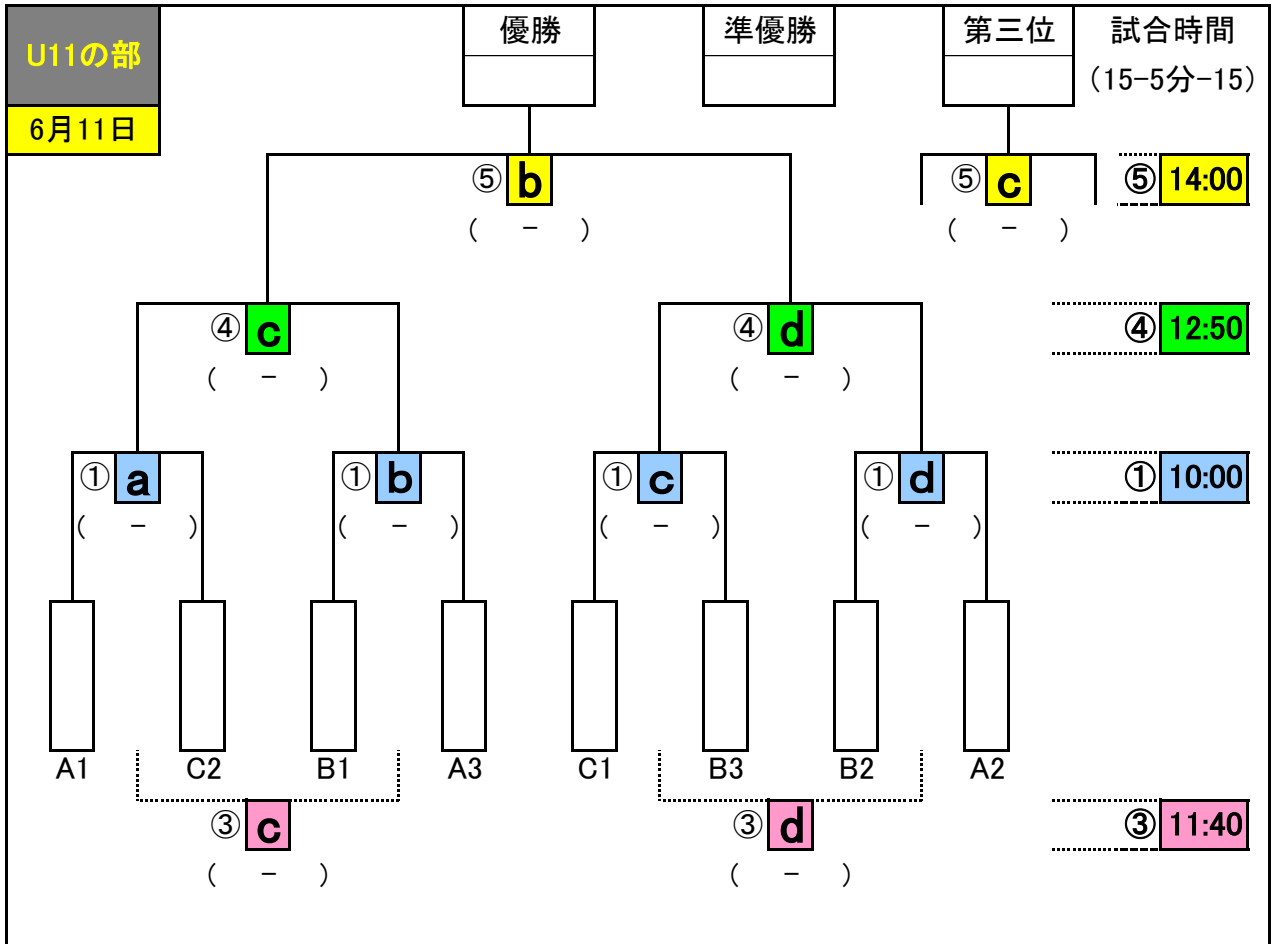 優勝 準優勝 第三位 試合時間
U11の部
(15-5分-15)
6月11日
⑤ b ⑤ c ⑤ 14:00
( - ) ( - )
④ c ④ d ④ 12:50
( - ) ( - )
① a ① b ① c ① d ① 10:00
( - ) ( - ) ( - ) ( - )
A1 C2 B1 A3 C1 B3 B2 A2
③ c ③ d ③ 11:40
( - ) ( - )